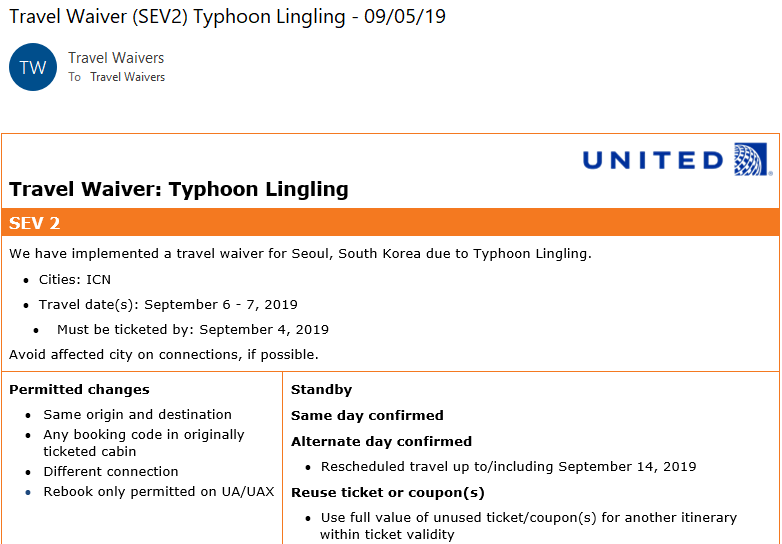 Travel Waiver (SEV2) Typhoon Lingling - 09/05/19
TW
Travel Waivers
To Travel Waivers
UNITED
Travel Waiver: Typhoon Lingling
SEV 2
We have implemented a travel waiver for Seoul, South Korea due to Typhoon Lingling.
• Cities: ICN
• Travel date(s): September 6 - 7, 2019
• Must be ticketed by: September 4, 2019
Avoid affected city on connections, if possible.
Permitted changes
• Same origin and destination
• Any booking code in originally
ticketed cabin
• Different connection
• Rebook only permitted on UA/UAX
Standby
Same day confirmed
Alternate day confirmed
• Rescheduled travel up to/including September 14, 2019
Reuse ticket or coupon(s)
• Use full value of unused ticket/coupon(s) for another itinerary
within ticket validity